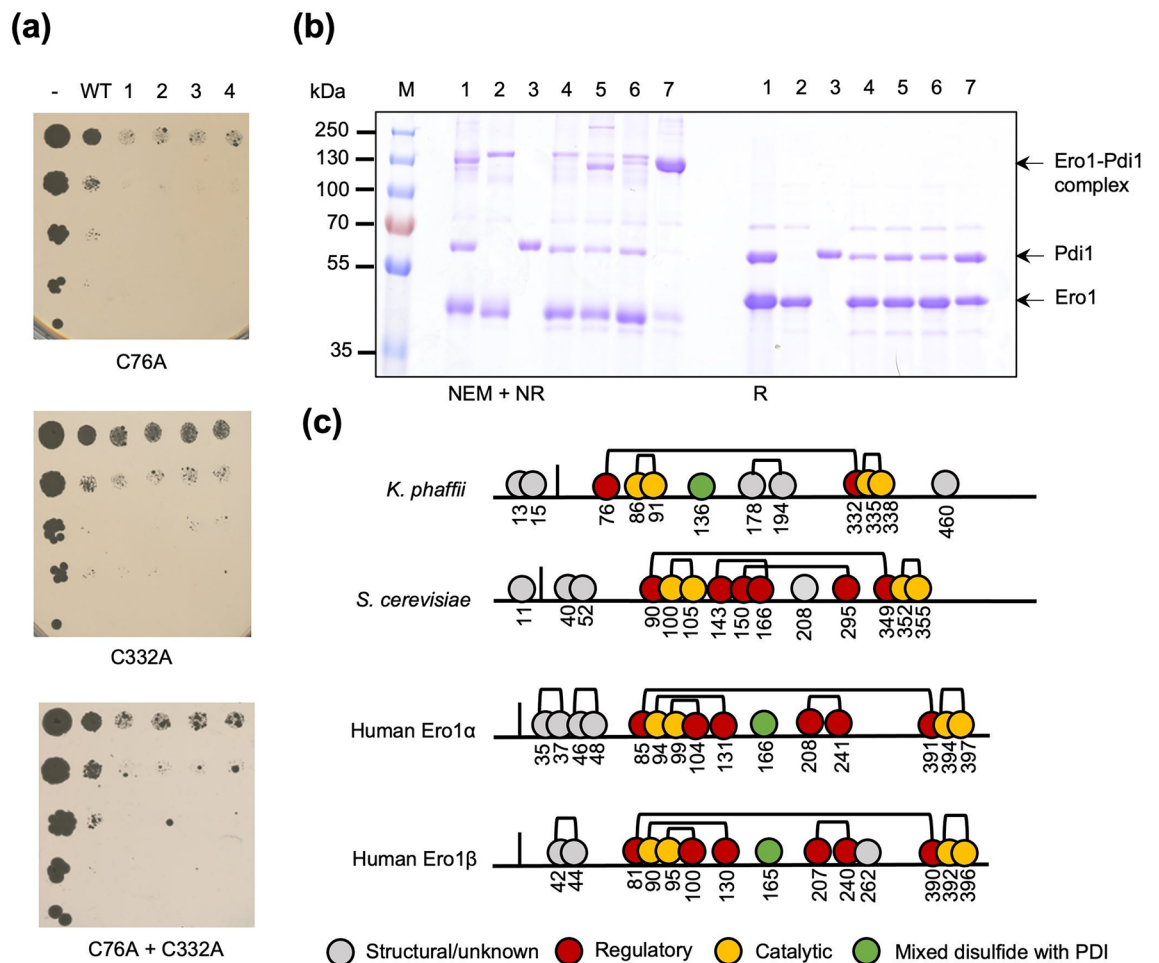 (a)
- WT 1 2 3 4
C76A
C332A
C76A + C332A
(b)
kDa M 1 2 3 4 5 6 7 1 2 3 4 5 6 7
250
130
100
70
55
35
Ero1-Pdi1
complex
Pdi1
Ero1
NEM + NR R
(c)
K. phaffii
13 15 76 86 91 136 178 194 332 335 338 460
S. cerevisiae
11 40 52 90 100 105 143 150 166 208 295 349 352 355
Human Ero1α
35 37 46 48 85 94 99 104 131 166 208 241 391 394 397
Human Ero1β
42 44 81 90 95 100 130 165 207 240 262 390 392 396
Structural/unknown Regulatory Catalytic Mixed disulfide with PDI